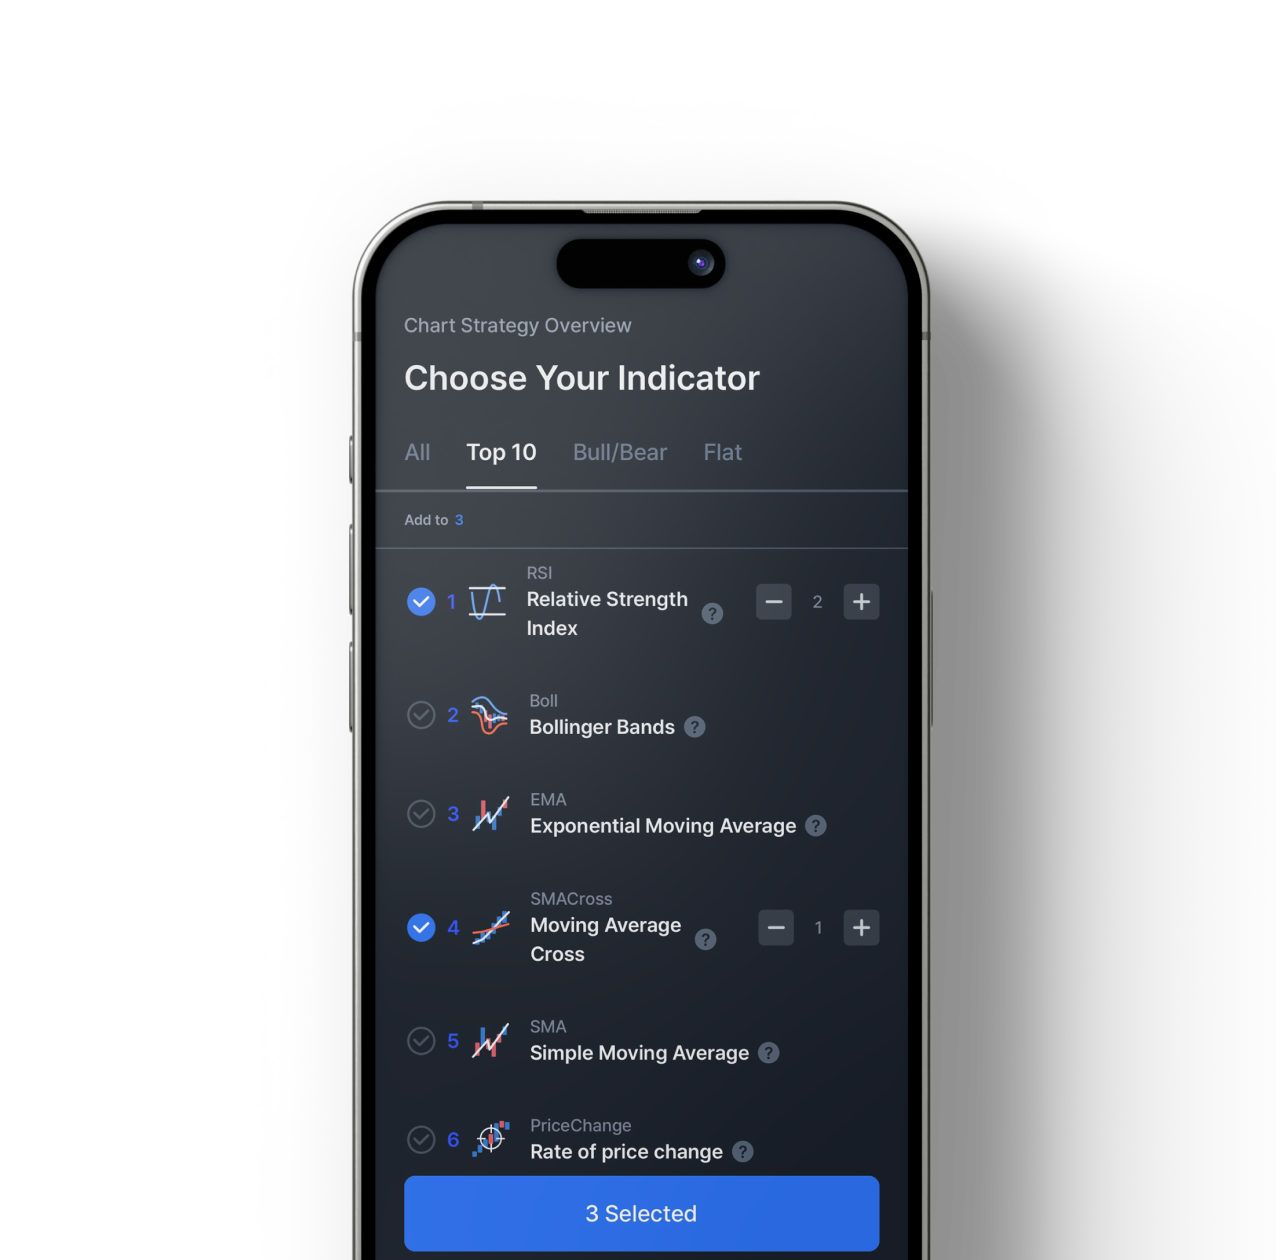 Chart Strategy Overview
Choose Your Indicator
All Top 10 Bull/Bear Flat
Add to 3
RSI
1 Relative Strength ? 2
Index
Boll
2 Bollinger Bands ?
EMA
3 Exponential Moving Average ?
SMACross
4 Moving Average ? 1
Cross
SMA
5 Simple Moving Average ?
PriceChange
6 Rate of price change ?
3 Selected